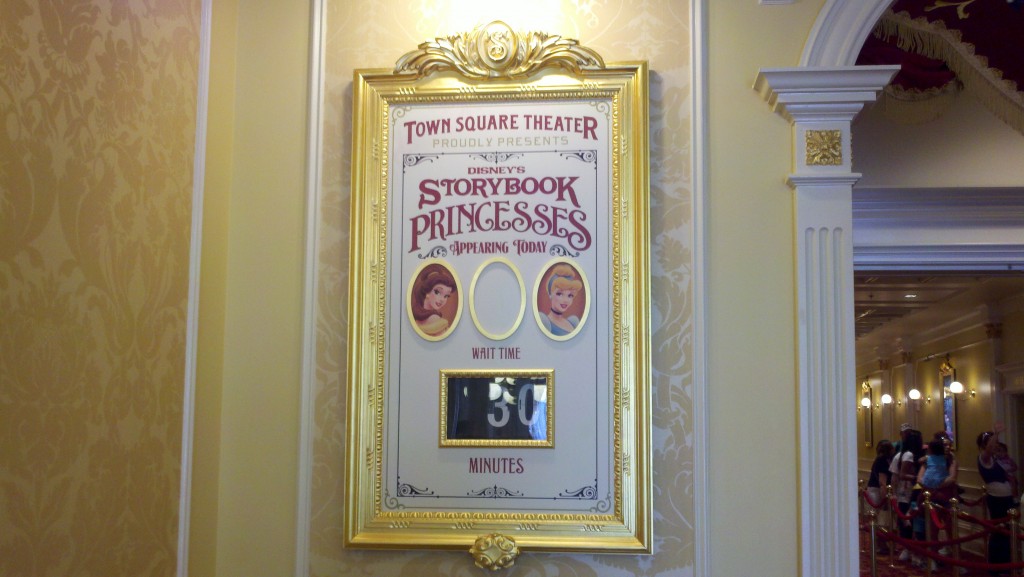 TOWN SQUARE THEATER
PROUDLY PRESENTS
DISNEY'S
STORYBOOK
PRINCESSES
APPEARING TODAY
WAIT TIME
30
MINUTES